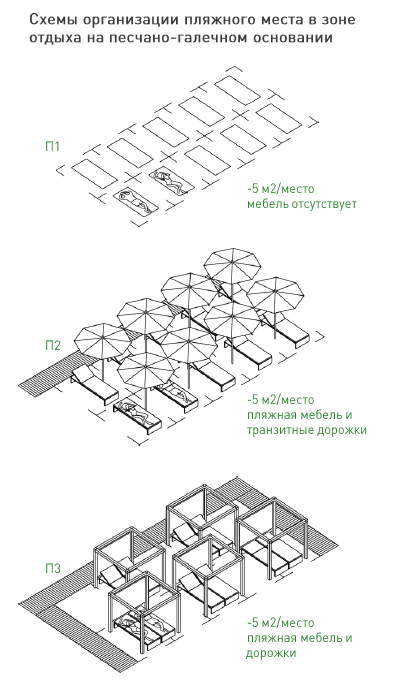 Схемы организации пляжного места в зоне
отдыха на песчано-галечном основании
П1
-5 м2/место
мебель отсутствует
П2
-5 м2/место
пляжная мебель и
транзитные дорожки
П3
-5 м2/место
пляжная мебель и
дорожки